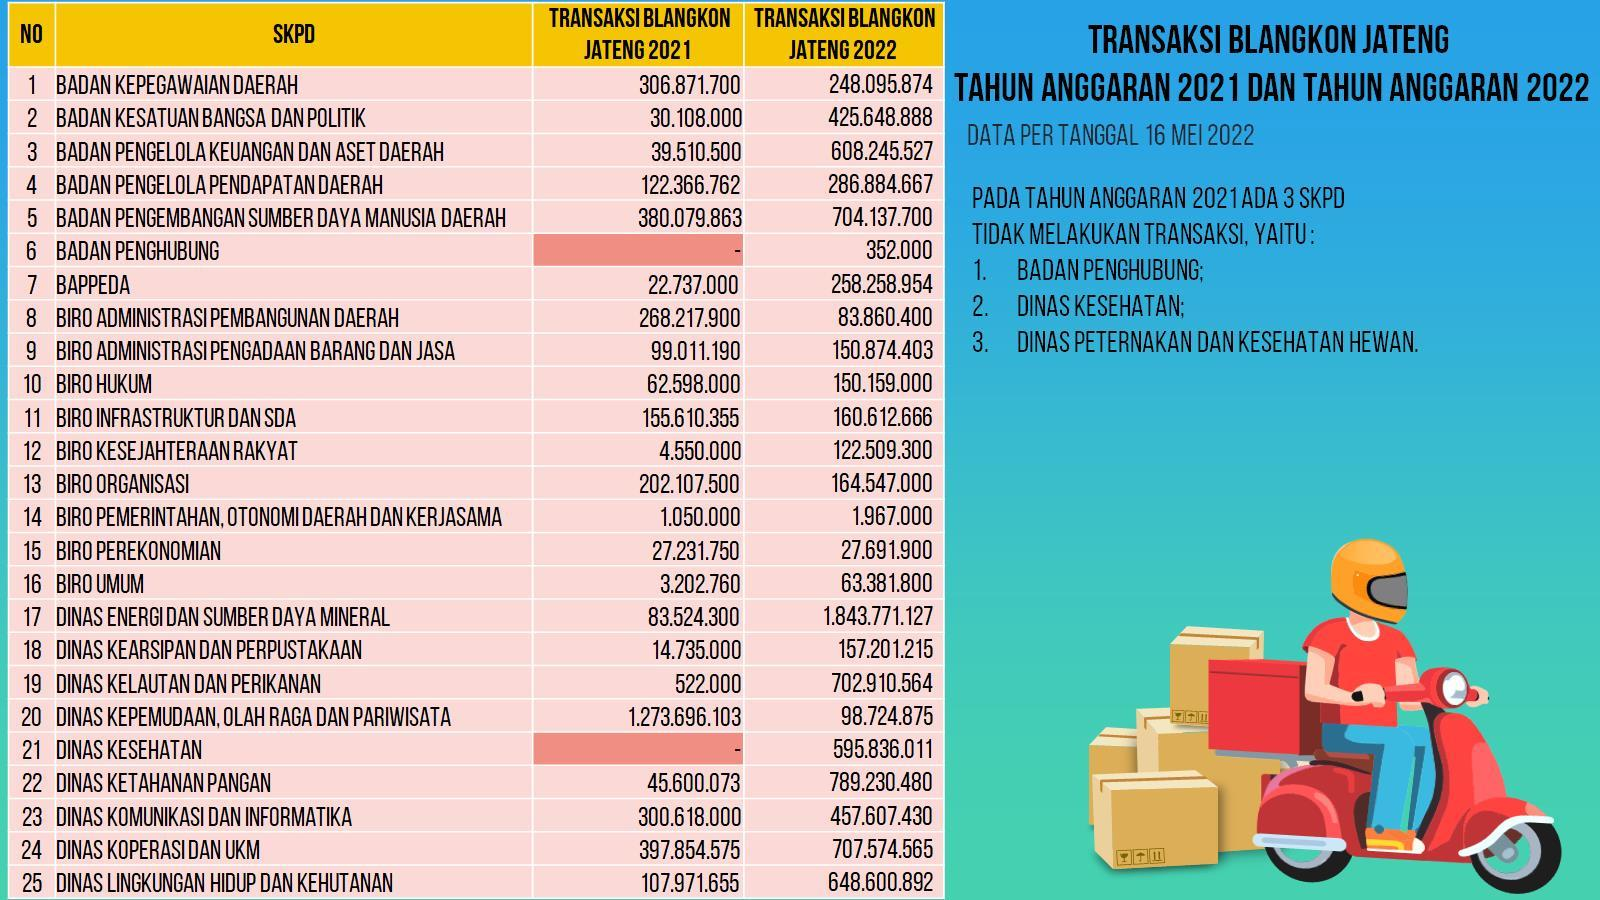 NO SKPD TRANSAKSI BLANGKON JATENG 2021 TRANSAKSI BLANGKON JATENG 2022
1 BADAN KEPEGAWAIAN DAERAH 306.871.700 248.095.874
2 BADAN KESATUAN BANGSA DAN POLITIK 30.108.000 425.648.888
3 BADAN PENGELOLA KEUANGAN DAN ASET DAERAH 39.510.500 608.245.527
4 BADAN PENGELOLA PENDAPATAN DAERAH 122.366.762 286.884.667
5 BADAN PENGEMBANGAN SUMBER DAYA MANUSIA DAERAH 380.079.863 704.137.700
6 BADAN PENGHUBUNG - 352.000
7 BAPPEDA 22.737.000 258.258.954
8 BIRO ADMINISTRASI PEMBANGUNAN DAERAH 268.217.900 83.860.400
9 BIRO ADMINISTRASI PENGADAAN BARANG DAN JASA 99.011.190 150.874.403
10 BIRO HUKUM 62.598.000 150.159.000
11 BIRO INFRASTRUKTUR DAN SDA 155.610.355 160.612.666
12 BIRO KESEJAHTERAAN RAKYAT 4.550.000 122.509.300
13 BIRO ORGANISASI 202.107.500 164.547.000
14 BIRO PEMERINTAHAN, OTONOMI DAERAH DAN KERJASAMA 1.050.000 1.967.000
15 BIRO PEREKONOMIAN 27.231.750 27.691.900
16 BIRO UMUM 3.202.760 63.381.800
17 DINAS ENERGI DAN SUMBER DAYA MINERAL 83.524.300 1.843.771.127
18 DINAS KEARSIPAN DAN PERPUSTAKAAN 14.735.000 157.201.215
19 DINAS KELAUTAN DAN PERIKANAN 522.000 702.910.564
20 DINAS KEPEMUDAAN, OLAH RAGA DAN PARIWISATA 1.273.696.103 98.724.875
21 DINAS KESEHATAN - 595.836.011
22 DINAS KETAHANAN PANGAN 45.600.073 789.230.480
23 DINAS KOMUNIKASI DAN INFORMATIKA 300.618.000 457.607.430
24 DINAS KOPERASI DAN UKM 397.854.575 707.574.565
25 DINAS LINGKUNGAN HIDUP DAN KEHUTANAN 107.971.655 648.600.892
TRANSAKSI BLANGKON JATENG
TAHUN ANGGARAN 2021 DAN TAHUN ANGGARAN 2022
DATA PER TANGGAL 16 MEI 2022
PADA TAHUN ANGGARAN 2021 ADA 3 SKPD
TIDAK MELAKUKAN TRANSAKSI, YAITU :
1. BADAN PENGHUBUNG;
2. DINAS KESEHATAN;
3. DINAS PETERNAKAN DAN KESEHATAN HEWAN.